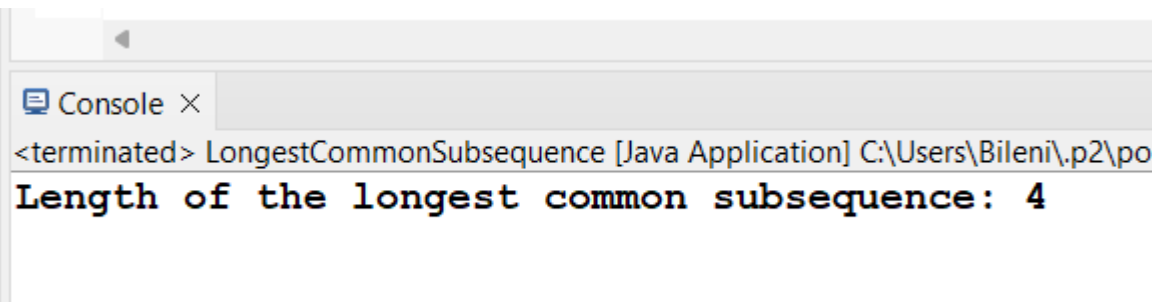 Console
<terminated> LongestCommonSubsequence [Java Application] C:\Users\Bileni\.p2\po
Length of the longest common subsequence: 4